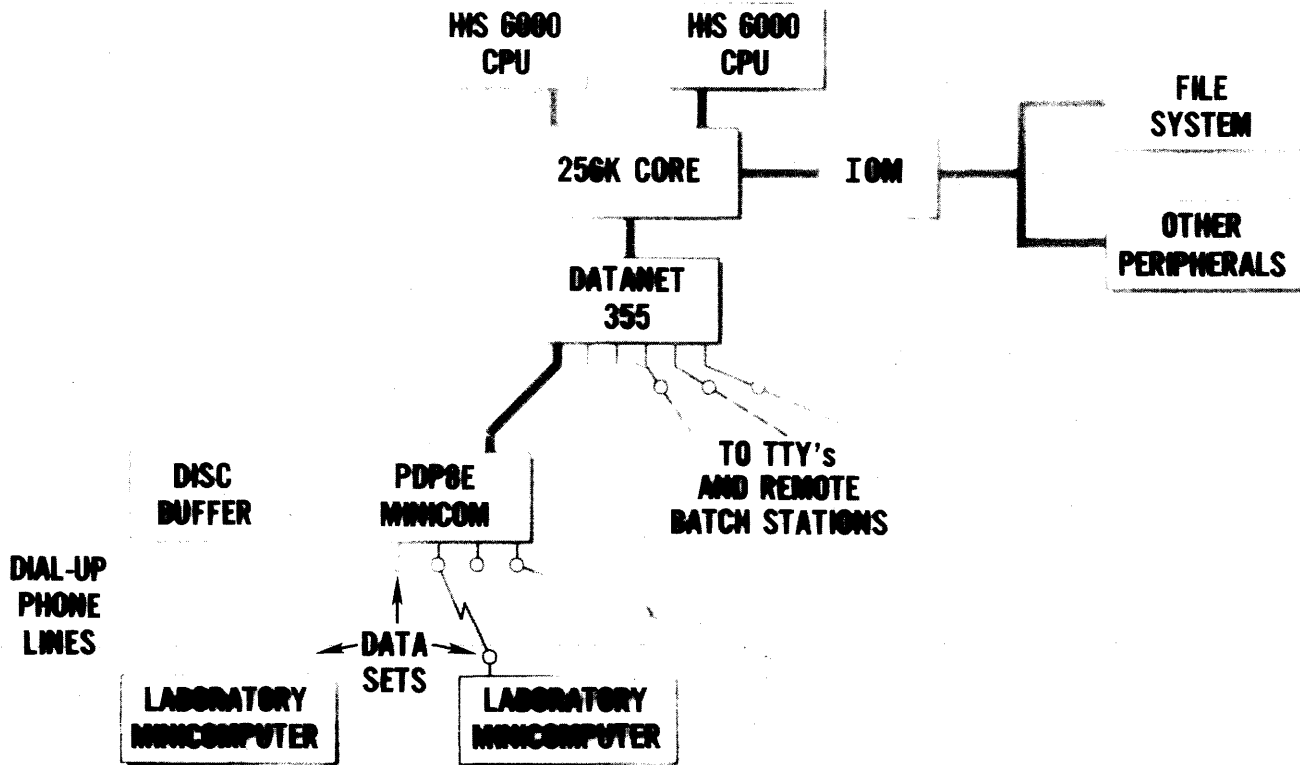 HIS 6000
CPU
HIS 6000
CPU
FILE
SYSTEM
256K CORE
IOM
OTHER
PERIPHERALS
DATANET
355
TO TTY's
AND REMOTE
BATCH STATIONS
DISC
BUFFER
PDP8E
MINICOM
DIAL-UP
PHONE
LINES
DATA
SETS
LABORATORY
MINICOMPUTER
LABORATORY
MINICOMPUTER